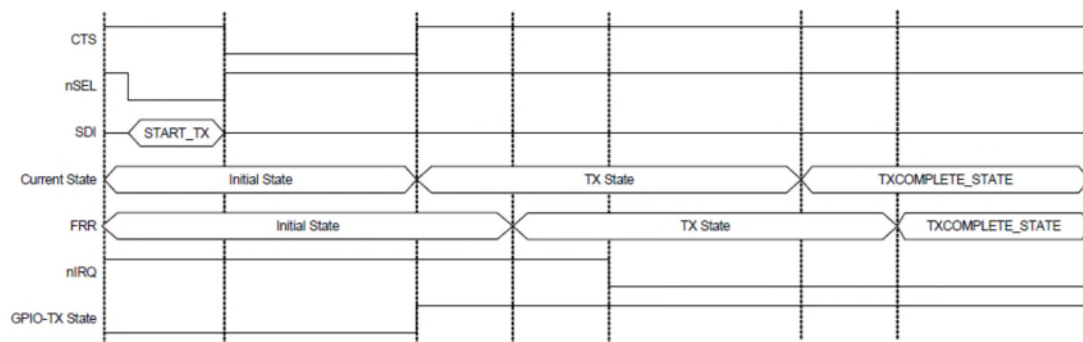 CTS
nSEL
SDI START_TX
Current State Initial State TX State TXCOMPLETE_STATE
FRR Initial State TX State TXCOMPLETE_STATE
nIRQ
GPIO-TX State